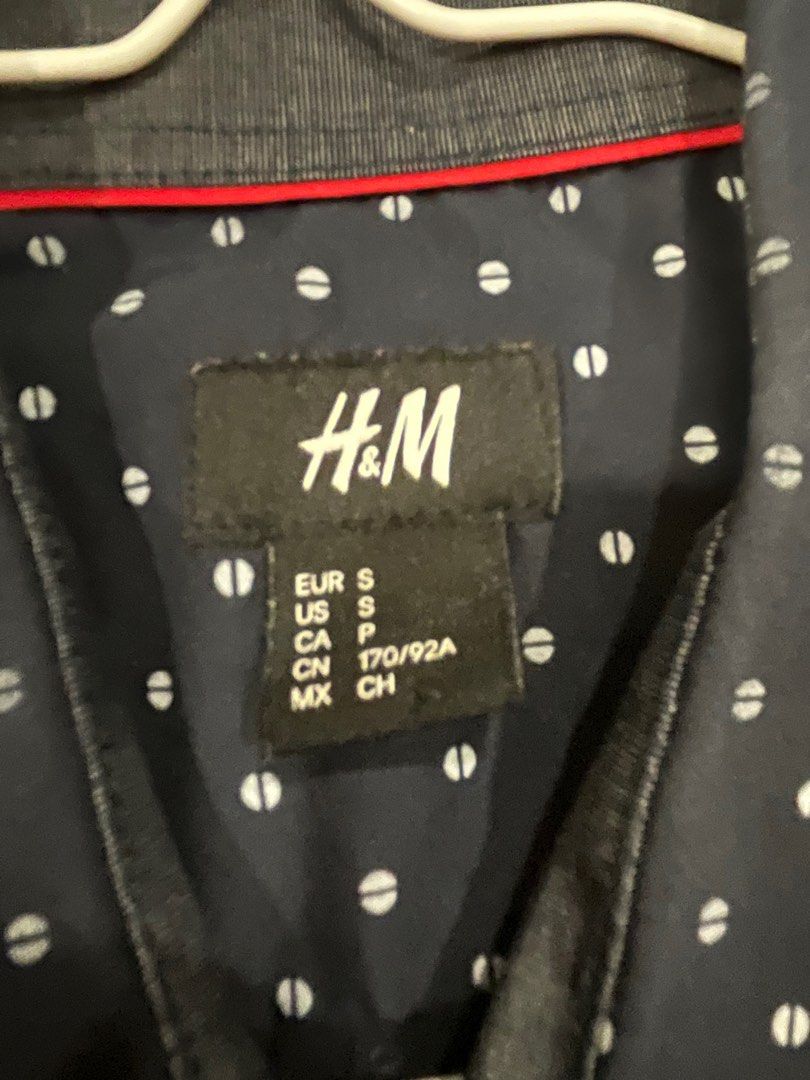 H&M
EUR S
US S
CA P
CN 170/92A
MX CH